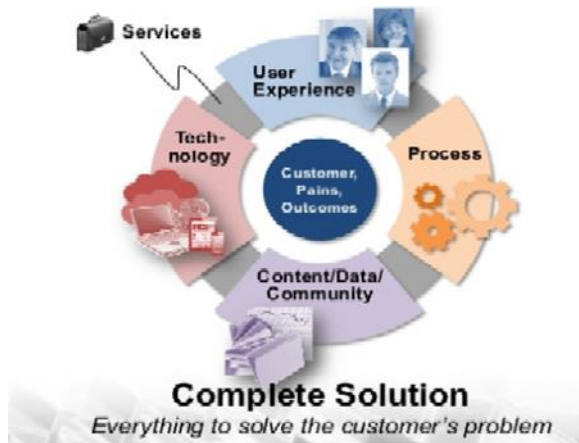 Services
User
Experience
Tech-
nology
Process
Customer,
Pains,
Outcomes
Content/Data/
Community
Complete Solution
Everything to solve the customer's problem